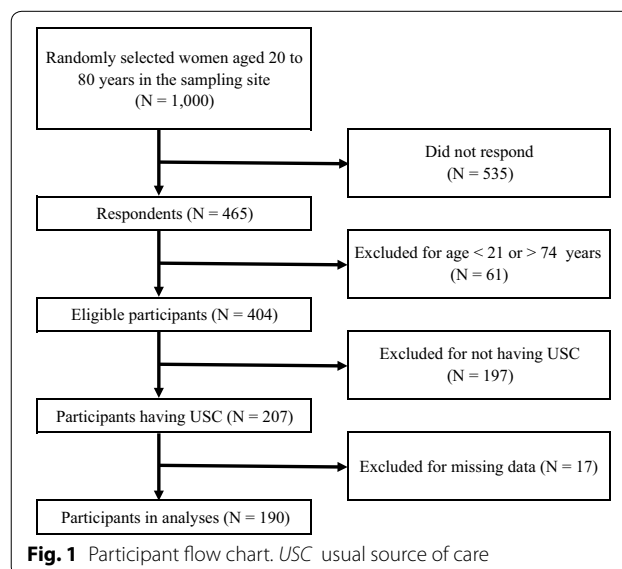 Randomly selected women aged 20 to
80 years in the sampling site
(N = 1,000)
Did not respond
(N = 535)
Respondents (N = 465)
Excluded for age < 21 or > 74 years
(N = 61)
Eligible participants (N = 404)
Excluded for not having USC
(N = 197)
Participants having USC (N = 207)
Excluded for missing data (N = 17)
Participants in analyses (N = 190)
Fig. 1 Participant flow chart. USC usual source of care